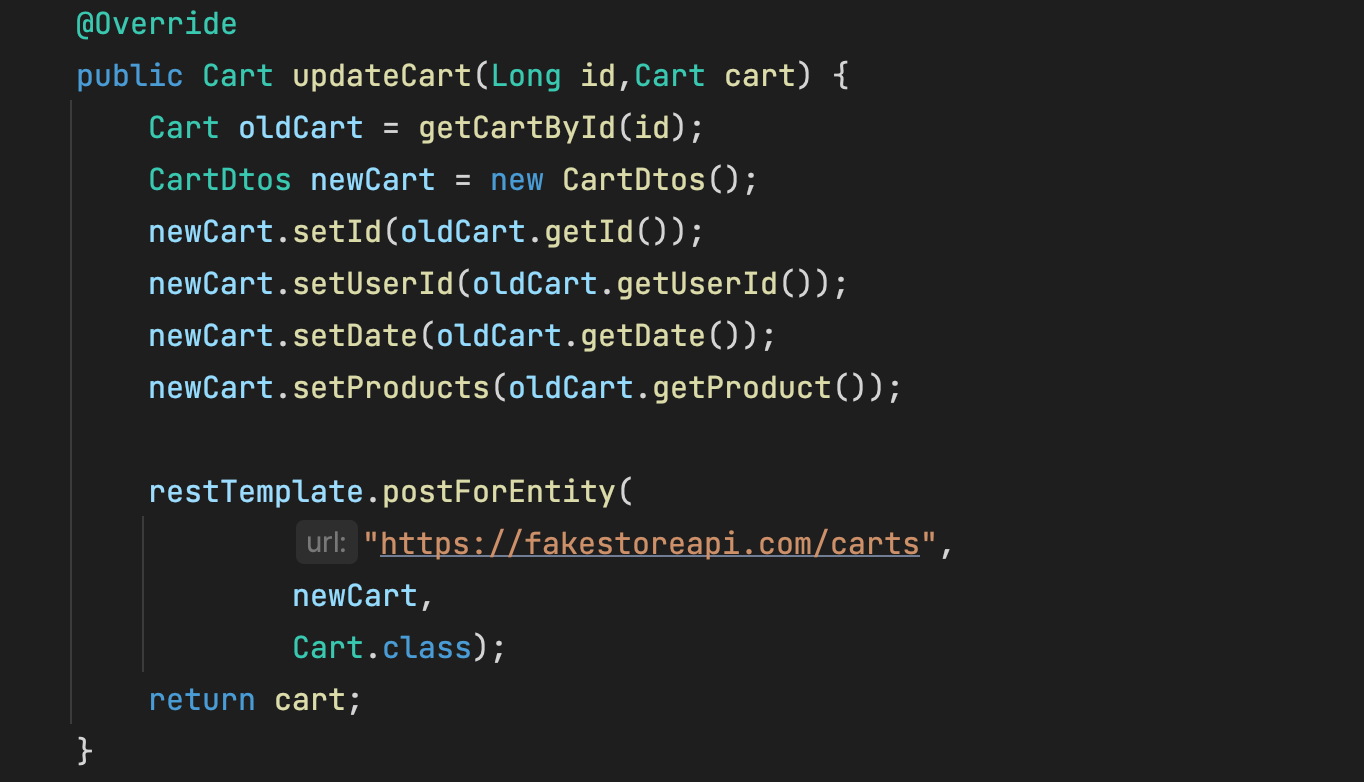 @Override
public Cart updateCart(Long id,Cart cart) {
Cart oldCart = getCartById(id);
CartDtos newCart = new CartDtos();
newCart.setId(oldCart.getId());
newCart.setUserId(oldCart.getUserId());
newCart.setDate(oldCart.getDate());
newCart.setProducts(oldCart.getProduct());
restTemplate.postForEntity(
url: "https://fakestoreapi.com/carts",
newCart,
Cart.class);
return cart;
}